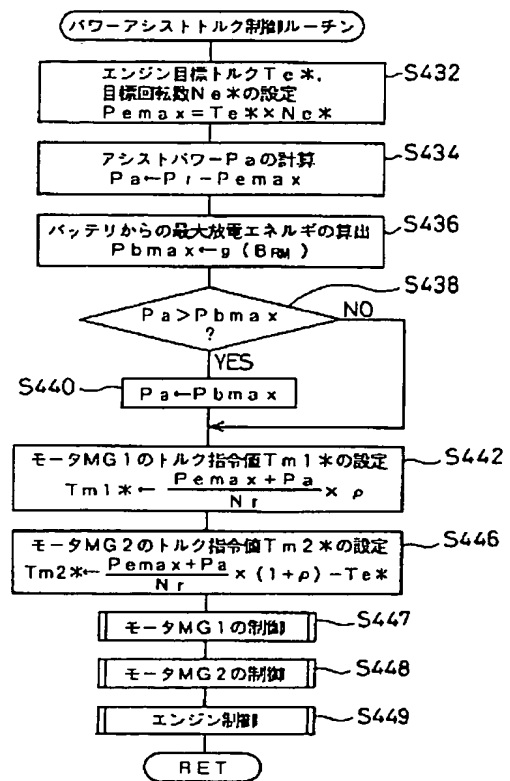 パワーアシストトルク制御ルーチン
エンジン目標トルクTe*,
目標回転数Ne*の設定
Pemax=Te*×Ne*
S432
アシストパワーPaの計算
Pa←Pr−Pemax
S434
バッテリからの最大放電エネルギの算出
Pbmax←g(BRM)
S436
Pa>Pbmax
?
S438
NO
YES
S440
Pa←Pbmax
モータMG1のトルク指令値Tm1*の設定
Tm1*← Pemax+Pa / Nr × ρ
S442
モータMG2のトルク指令値Tm2*の設定
Tm2*← Pemax+Pa / Nr ×(1+ρ)−Te*
S446
モータMG1の制御
S447
モータMG2の制御
S448
エンジン制御
S449
RET